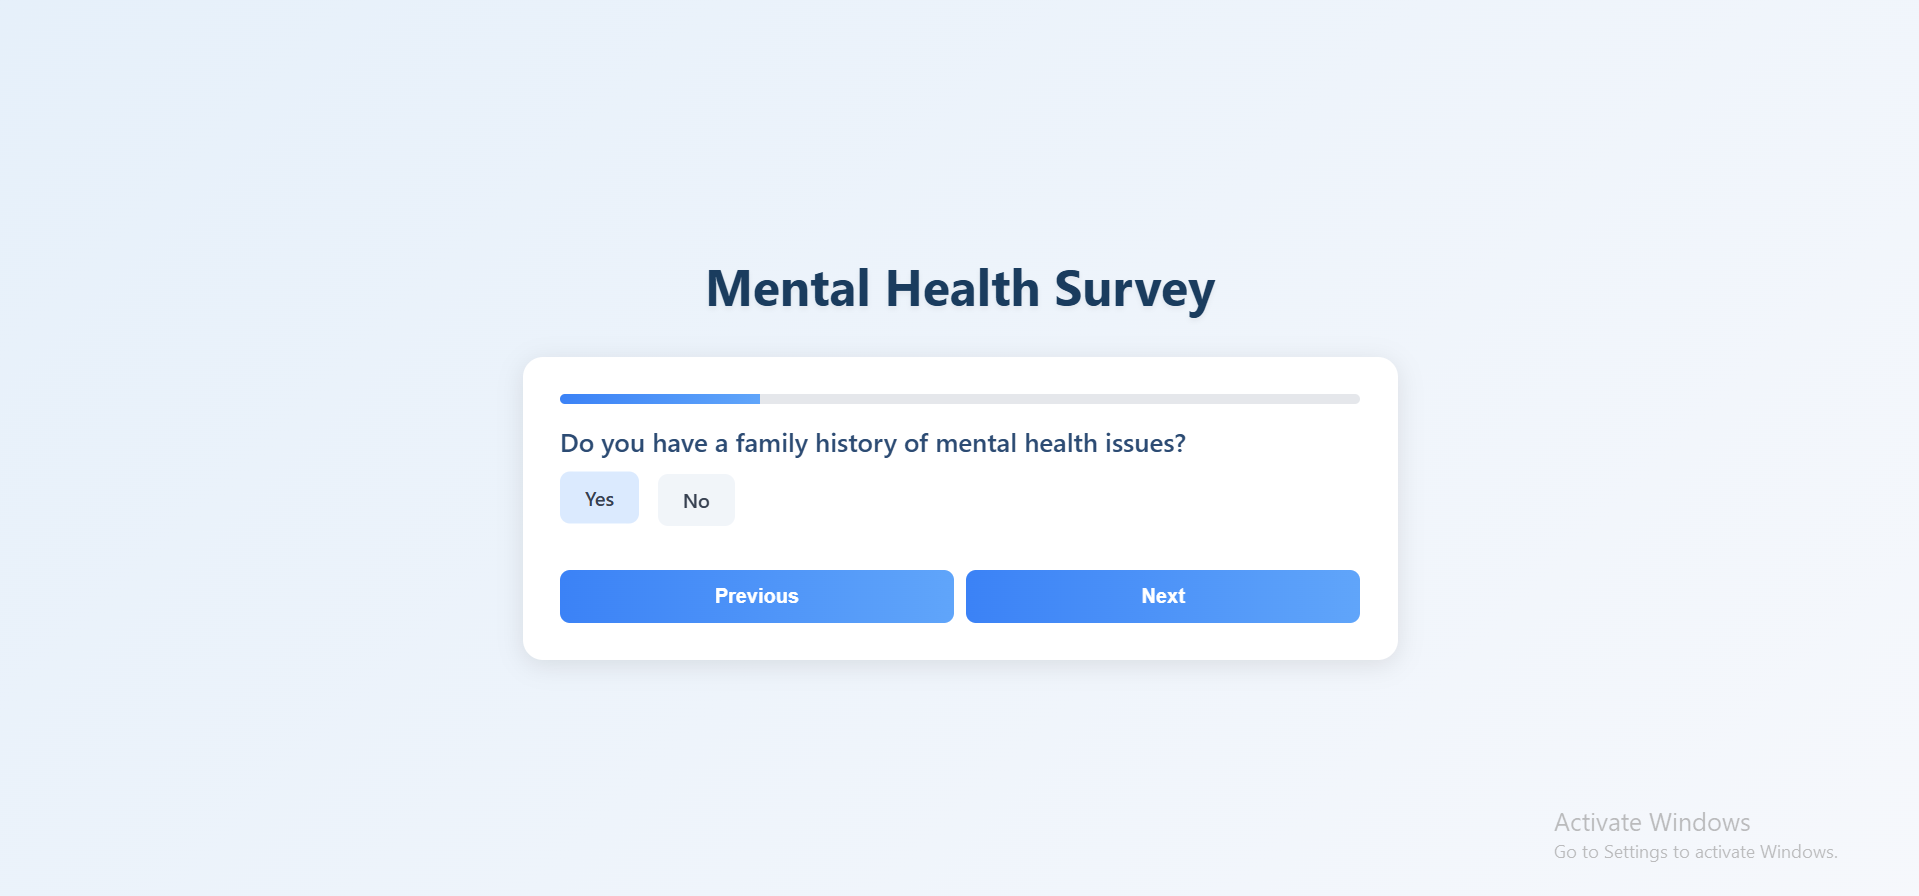 Mental Health Survey
Do you have a family history of mental health issues?
Yes No
Previous Next
Activate Windows
Go to Settings to activate Windows.